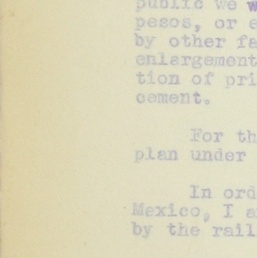 public we w
pesos, or e
by other fa
enlargement
tion of pri
cement.
For th
plan under
In ord
Mexico, I a
by the rail